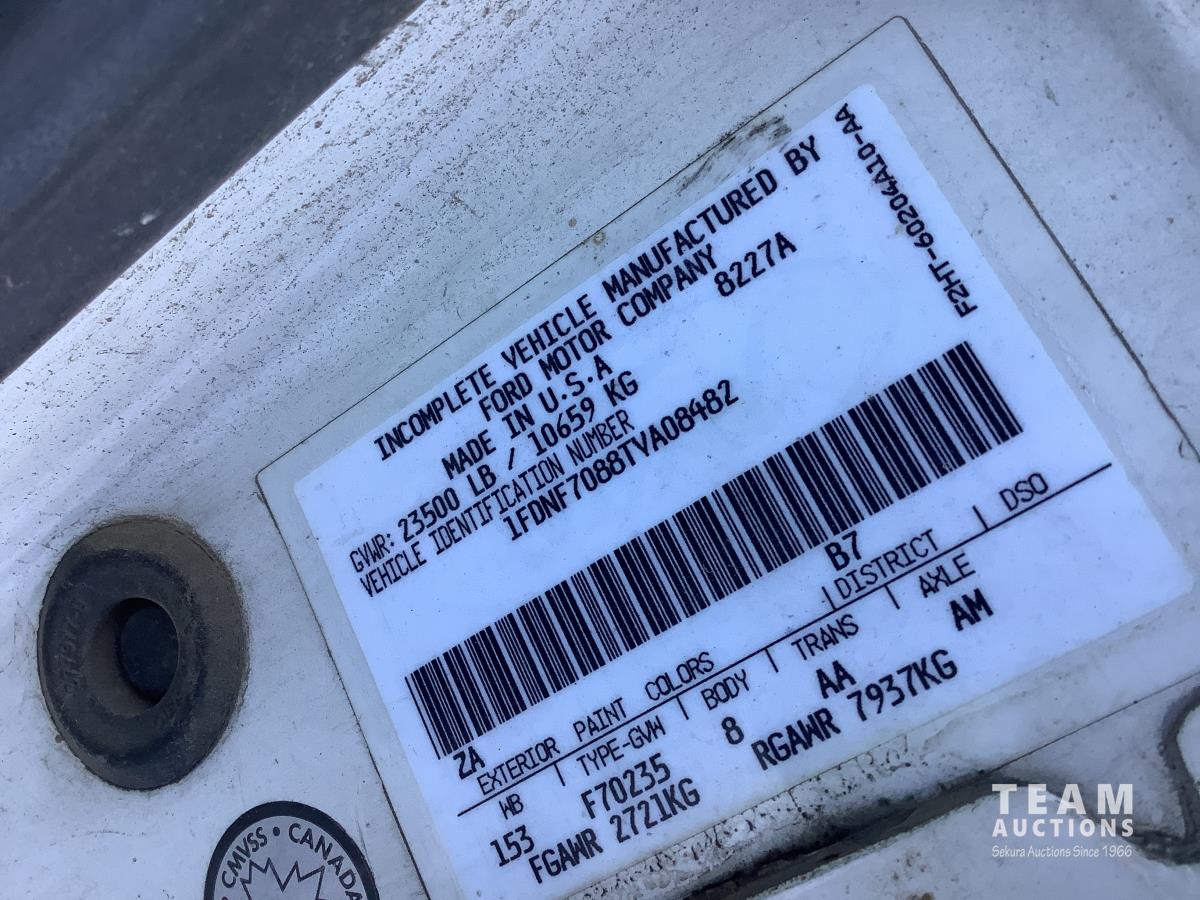 INCOMPLETE VEHICLE MANUFACTURED BY
FORD MOTOR COMPANY
MADE IN U.S.A 8227A
GVWR: 23500 LB / 10659 KG
VEHICLE IDENTIFICATION NUMBER
1FDNF7088TVA08482
F2HT-60204A10-AA
ZA B7
EXTERIOR PAINT COLORS DISTRICT DSO
WB TYPE-GVW BODY TRANS AXLE
153 F70235 8 AA AM
FGAWR 2721KG RGAWR 7937KG
CMVSS • CANADA
TEAM
AUCTIONS
Sekura Auctions Since 1966